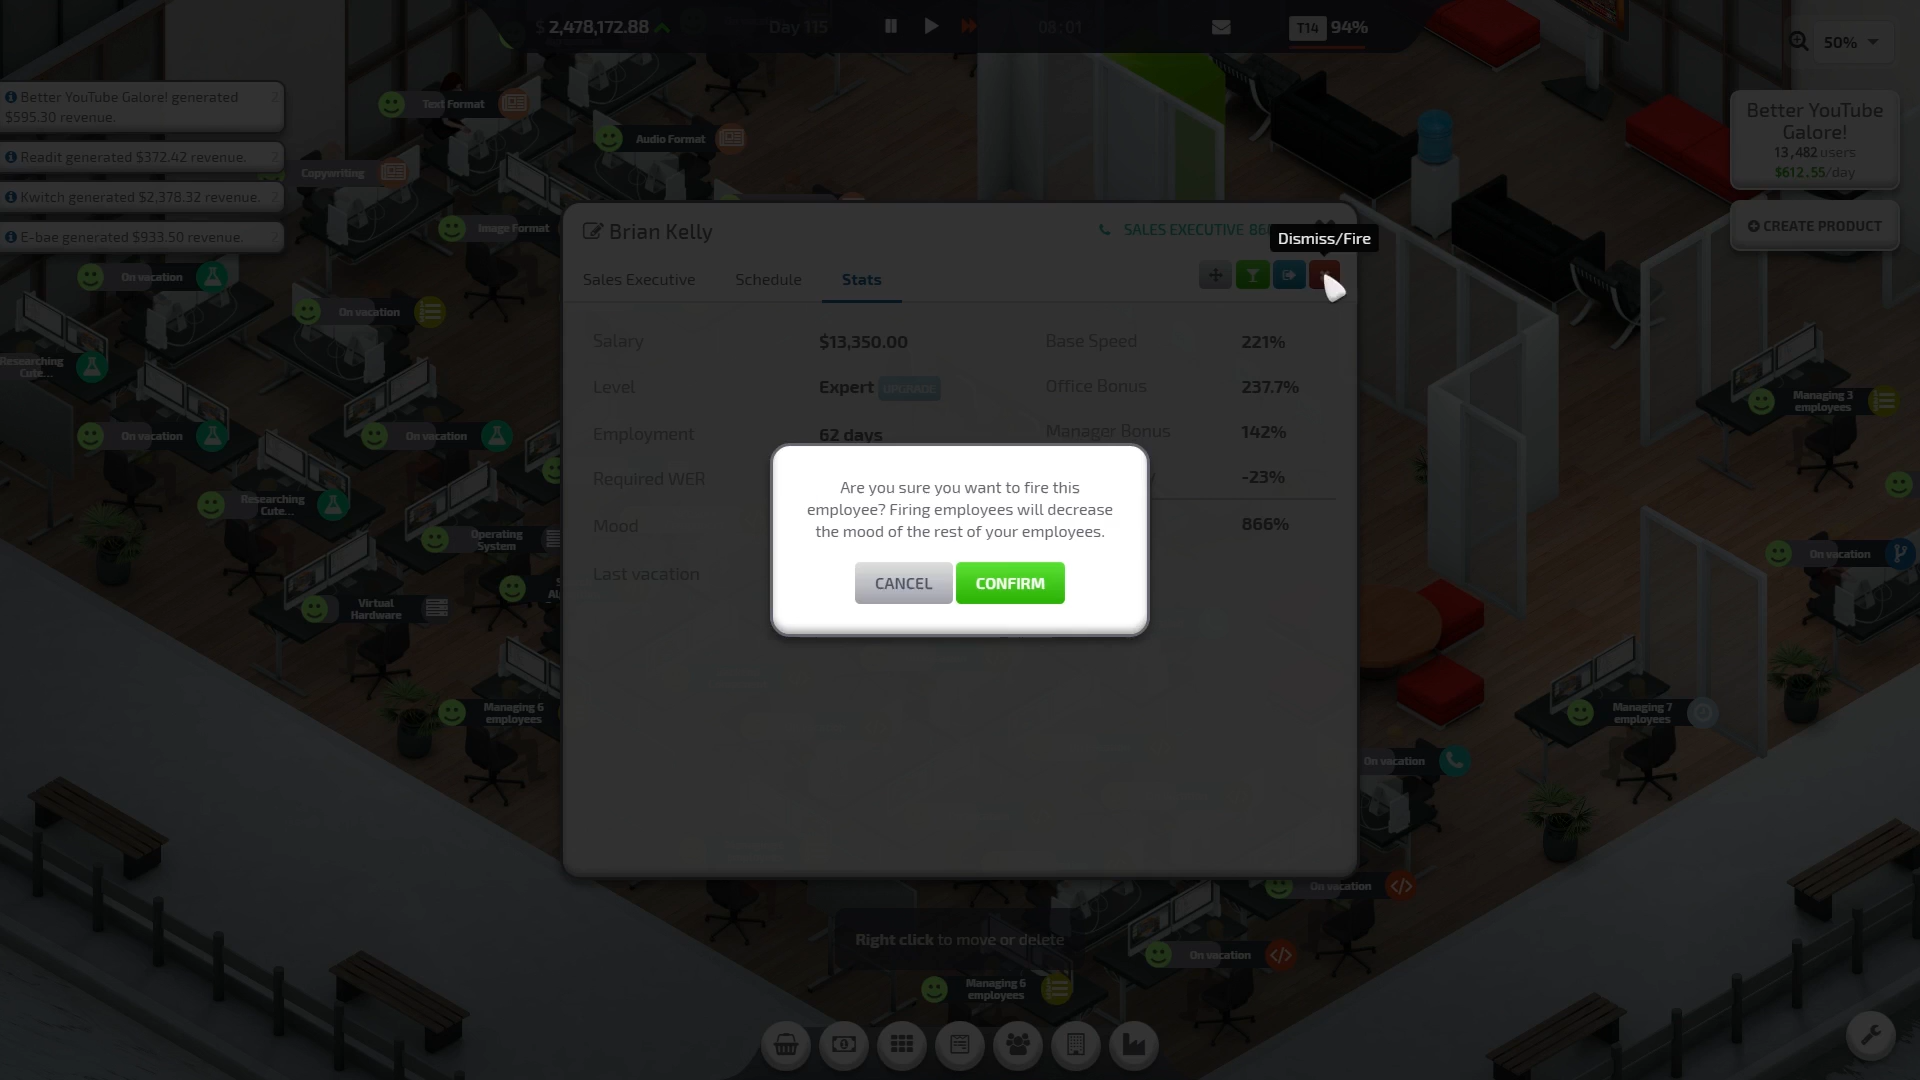 $ 2,478,172.88
Day 115
08:01
T14 94%
50%
Better YouTube Galore! generated
$595.30 revenue.
Readit generated $372.42 revenue.
Kwitch generated $2,378.32 revenue.
E-bae generated $933.50 revenue.
Better YouTube
Galore!
13,482 users
$612.55/day
CREATE PRODUCT
Text Format
Audio Format
Copywriting
Image Format
On vacation
On vacation
Researching
Cute...
On vacation
On vacation
Researching
Cute...
Operating
System
Virtual
Hardware
Managing 6
employees
Brian Kelly
SALES EXECUTIVE
Dismiss/Fire
Sales Executive
Schedule
Stats
Salary
$13,350.00
Level
Expert UPGRADE
Employment
62 days
Required WER
Mood
Last vacation
Base Speed
221%
Office Bonus
237.7%
Manager Bonus
142%
-23%
866%
Are you sure you want to fire this
employee? Firing employees will decrease
the mood of the rest of your employees.
CANCEL
CONFIRM
Managing 3
employees
On vacation
Managing 7
employees
On vacation
On vacation
On vacation
Right click to move or delete
Managing 6
employees